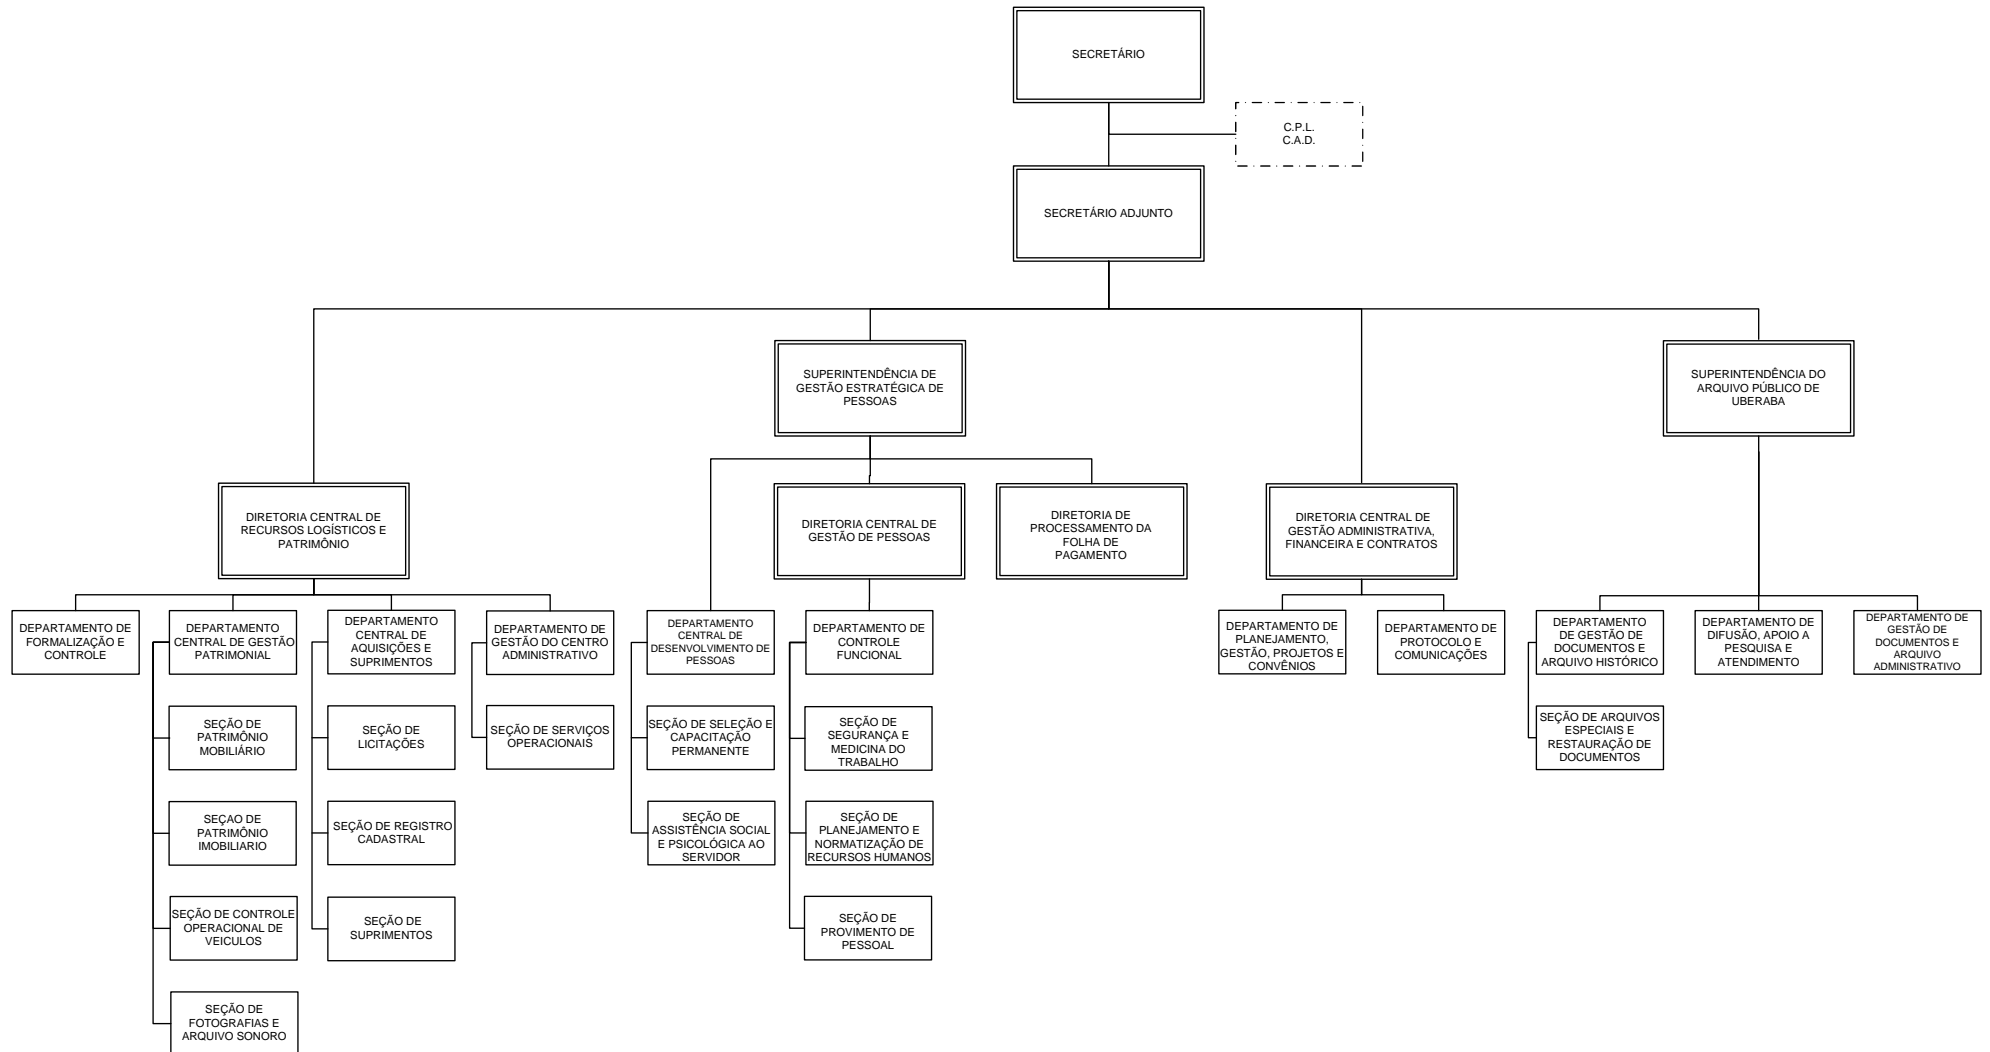 SECRETÁRIO
C.P.L.
C.A.D.
SECRETÁRIO ADJUNTO
SUPERINTENDÊNCIA DE
GESTÃO ESTRATÉGICA DE
PESSOAS
SUPERINTENDÊNCIA DO
ARQUIVO PÚBLICO DE
UBERABA
DIRETORIA CENTRAL DE
RECURSOS LOGÍSTICOS E
PATRIMÔNIO
DIRETORIA CENTRAL DE
GESTÃO DE PESSOAS
DIRETORIA DE
PROCESSAMENTO DA
FOLHA DE
PAGAMENTO
DIRETORIA CENTRAL DE
GESTÃO ADMINISTRATIVA,
FINANCEIRA E CONTRATOS
DEPARTAMENTO DE
FORMALIZAÇÃO E
CONTROLE
DEPARTAMENTO
CENTRAL DE GESTÃO
PATRIMONIAL
DEPARTAMENTO
CENTRAL DE
AQUISIÇÕES E
SUPRIMENTOS
DEPARTAMENTO DE
GESTÃO DO CENTRO
ADMINISTRATIVO
DEPARTAMENTO
CENTRAL DE
DESENVOLVIMENTO DE
PESSOAS
DEPARTAMENTO DE
CONTROLE
FUNCIONAL
DEPARTAMENTO DE
PLANEJAMENTO,
GESTÃO, PROJETOS E
CONVÊNIOS
DEPARTAMENTO DE
PROTOCOLO E
COMUNICAÇÕES
DEPARTAMENTO
DE GESTÃO DE
DOCUMENTOS E
ARQUIVO HISTÓRICO
DEPARTAMENTO DE
DIFUSÃO, APOIO A
PESQUISA E
ATENDIMENTO
DEPARTAMENTO DE
GESTÃO DE
DOCUMENTOS E
ARQUIVO
ADMINISTRATIVO
SEÇÃO DE
PATRIMÔNIO
MOBILIÁRIO
SEÇÃO DE
LICITAÇÕES
SEÇÃO DE SERVIÇOS
OPERACIONAIS
SEÇÃO DE SELEÇÃO E
CAPACITAÇÃO
PERMANENTE
SEÇÃO DE
SEGURANÇA E
MEDICINA DO
TRABALHO
SEÇÃO DE ARQUIVOS
ESPECIAIS E
RESTAURAÇÃO DE
DOCUMENTOS
SEÇAO DE
PATRIMÔNIO
IMOBILIARIO
SEÇÃO DE REGISTRO
CADASTRAL
SEÇÃO DE
ASSISTÊNCIA SOCIAL
E PSICOLÓGICA AO
SERVIDOR
SEÇÃO DE
PLANEJAMENTO E
NORMATIZAÇÃO DE
RECURSOS HUMANOS
SEÇÃO DE CONTROLE
OPERACIONAL DE
VEICULOS
SEÇÃO DE
SUPRIMENTOS
SEÇÃO DE
PROVIMENTO DE
PESSOAL
SEÇÃO DE
FOTOGRAFIAS E
ARQUIVO SONORO